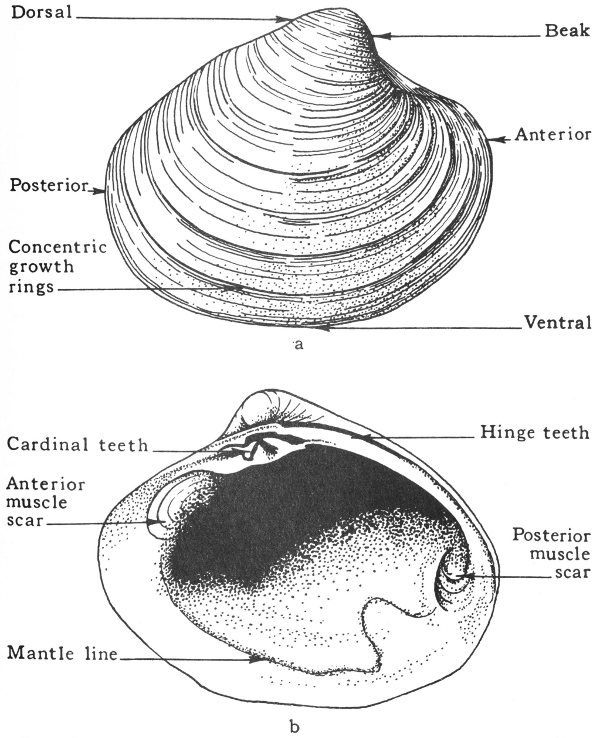 Dorsal
Beak
Anterior
Posterior
Concentric
growth
rings
Ventral
a
Cardinal teeth
Hinge teeth
Anterior
muscle
scar
Posterior
muscle
scar
Mantle line
b